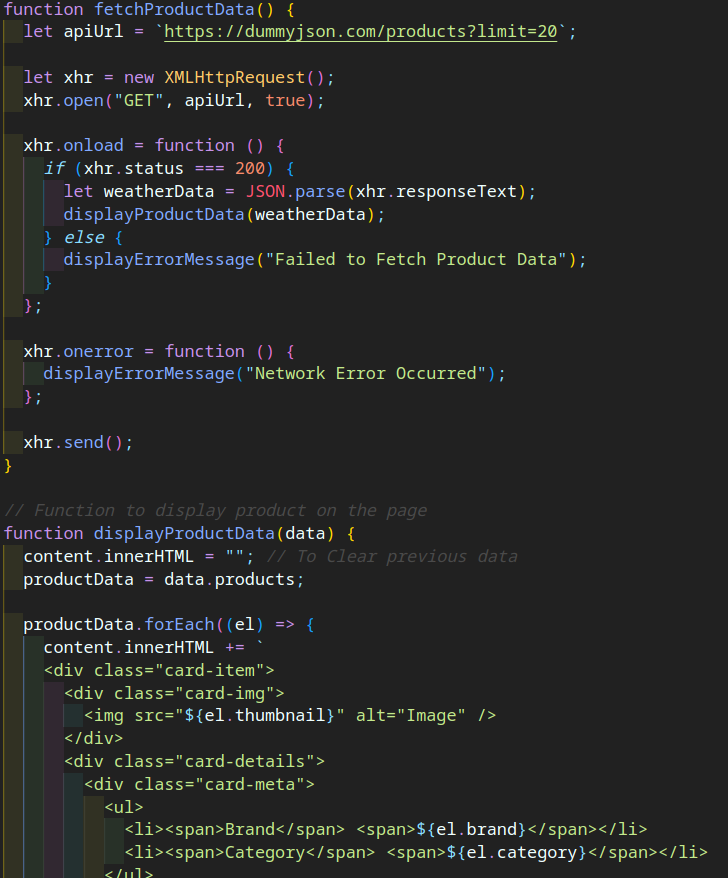 function fetchProductData() {
let apiUrl = `https://dummyjson.com/products?limit=20`;
let xhr = new XMLHttpRequest();
xhr.open("GET", apiUrl, true);
xhr.onload = function () {
if (xhr.status === 200) {
let weatherData = JSON.parse(xhr.responseText);
displayProductData(weatherData);
} else {
displayErrorMessage("Failed to Fetch Product Data");
}
};
xhr.onerror = function () {
displayErrorMessage("Network Error Occurred");
};
xhr.send();
}
// Function to display product on the page
function displayProductData(data) {
content.innerHTML = ""; // To Clear previous data
productData = data.products;
productData.forEach((el) => {
content.innerHTML += `
<div class="card-item">
<div class="card-img">
<img src="${el.thumbnail}" alt="Image" />
</div>
<div class="card-details">
<div class="card-meta">
<ul>
<li><span>Brand</span> <span>${el.brand}</span></li>
<li><span>Category</span> <span>${el.category}</span></li>
</ul>